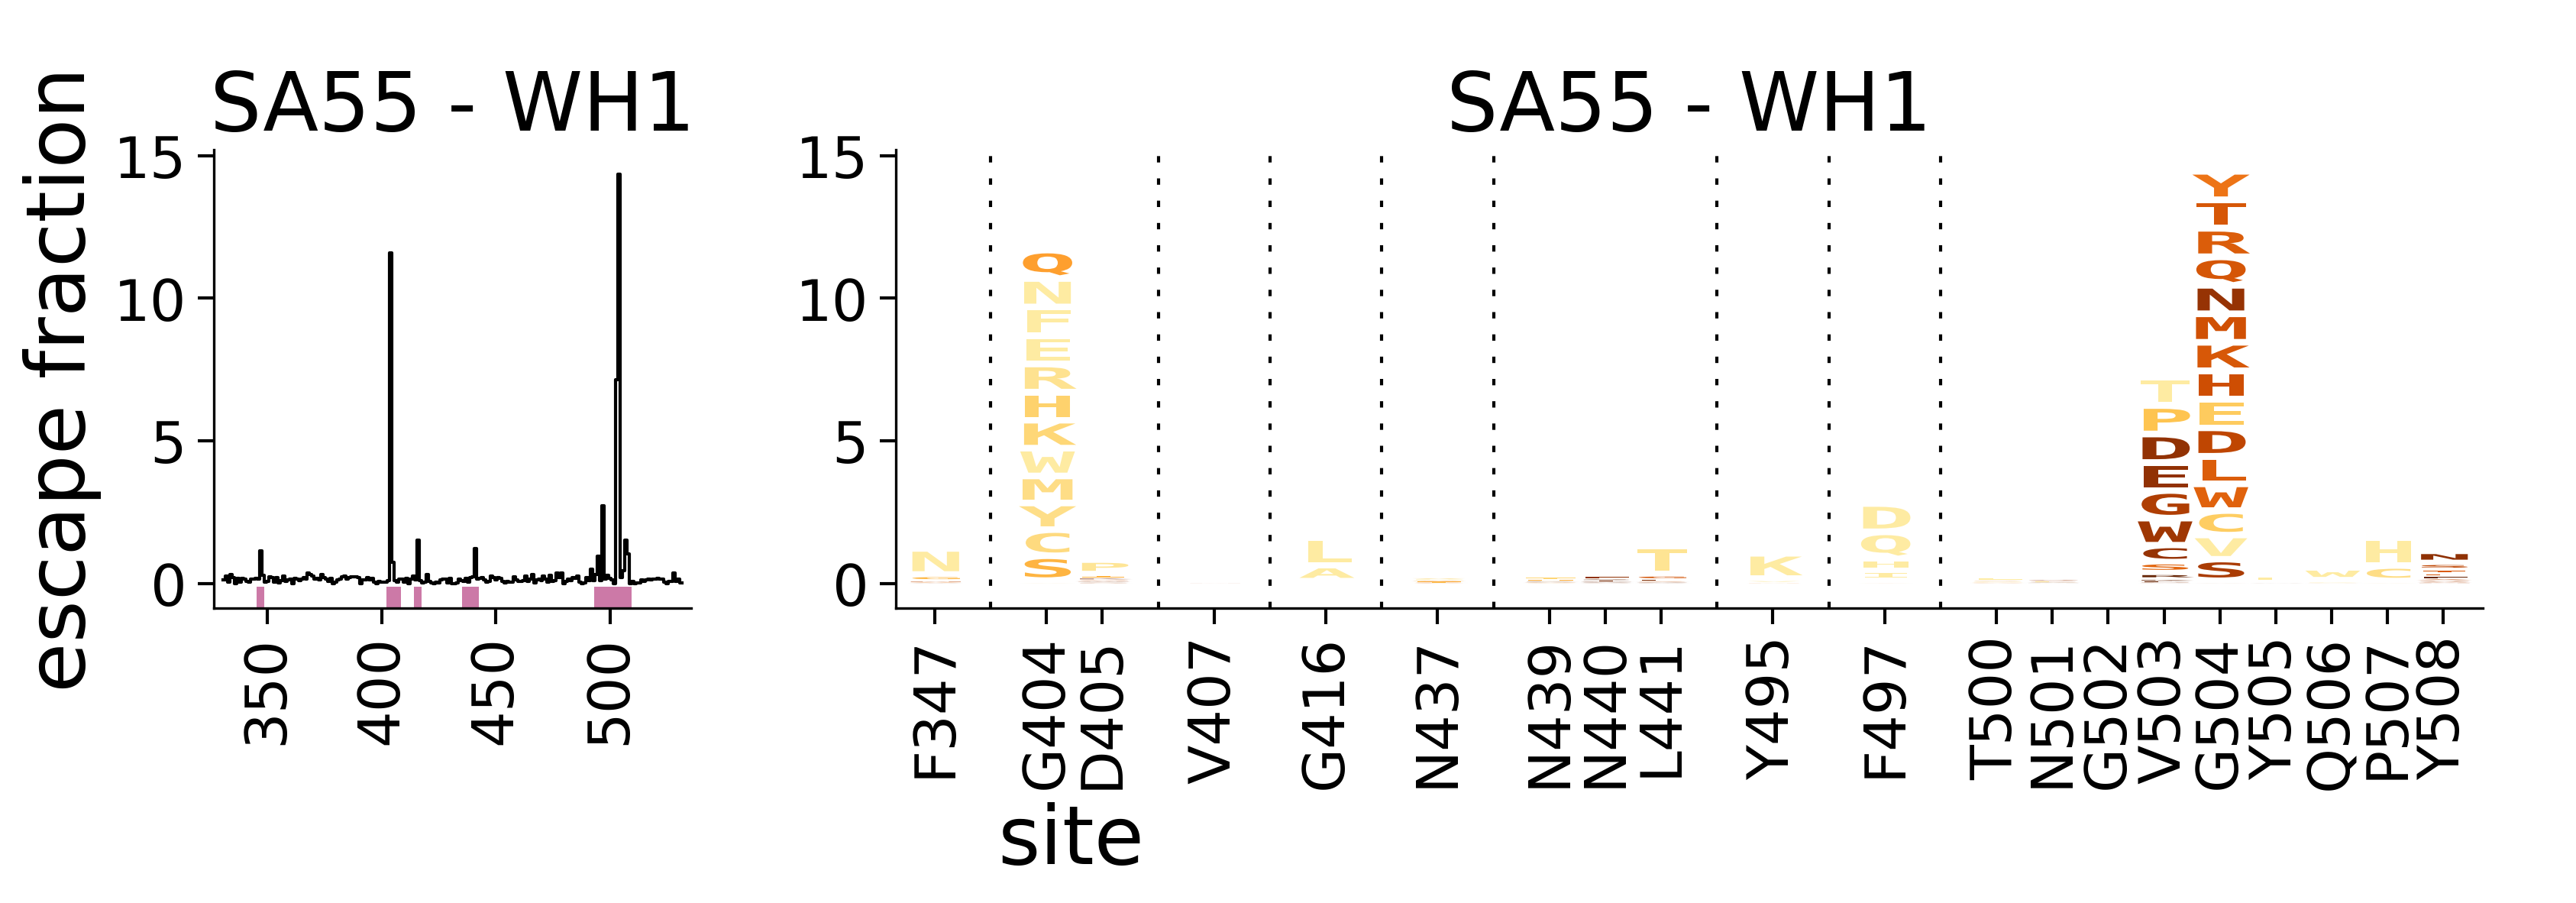 SA55 - WH1
escape fraction
15
10
5
0
350
400
450
500
SA55 - WH1
15
10
5
0
N
Q
N
F
E
R
H
K
W
M
Y
C
S
P
L
A
T
K
D
Q
H
T
P
D
E
G
W
C
S
Y
T
R
Q
N
M
K
H
E
D
L
W
C
V
S
W
H
C
N
F347
G404
D405
V407
G416
N437
N439
N440
L441
Y495
F497
T500
N501
G502
V503
G504
Y505
Q506
P507
Y508
site